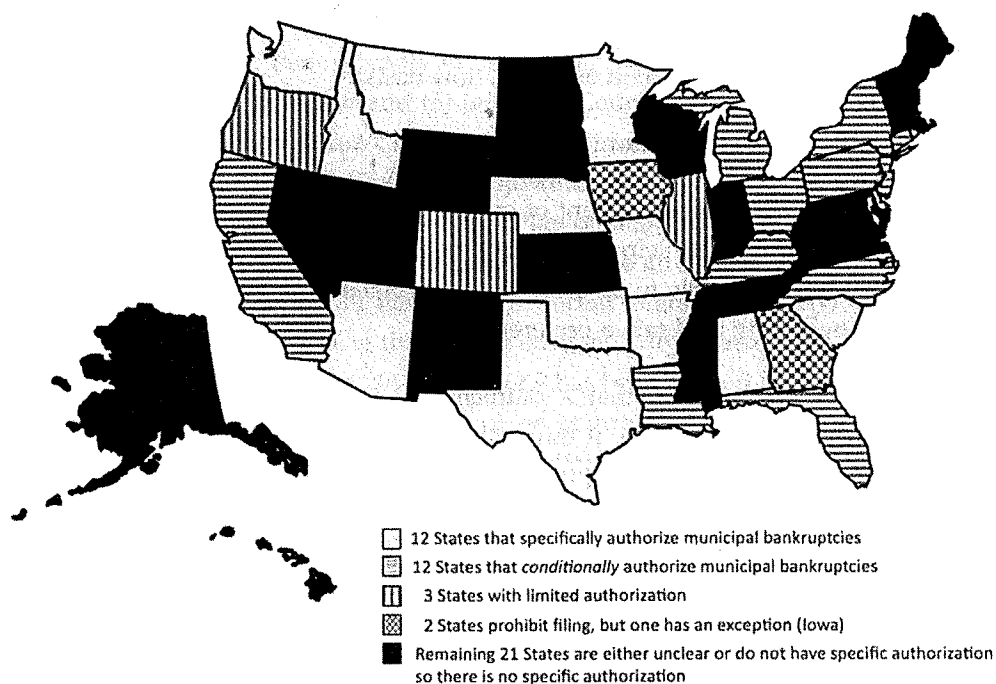 12 States that specifically authorize municipal bankruptcies
12 States that conditionally authorize municipal bankruptcies
3 States with limited authorization
2 States prohibit filing, but one has an exception (Iowa)
Remaining 21 States are either unclear or do not have specific authorization
so there is no specific authorization